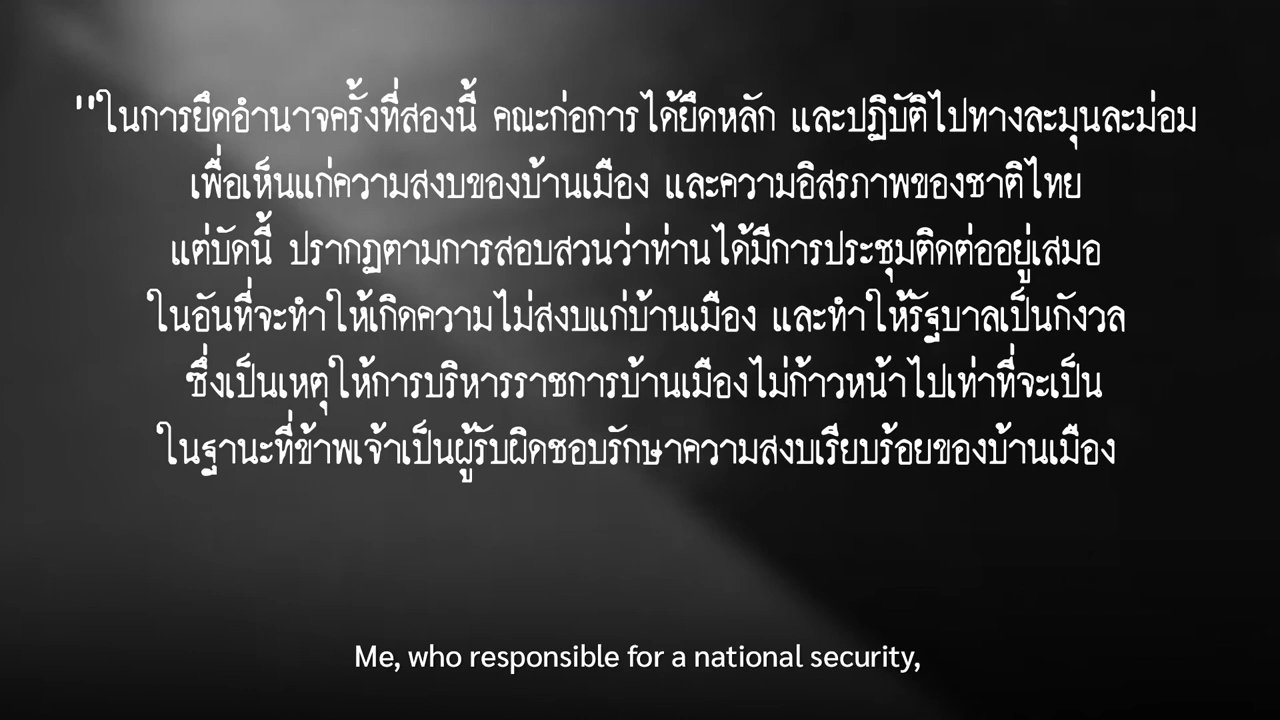 "ในการยึดอำนาจครั้งที่สองนี้ คณะก่อการได้ยึดหลัก และปฏิบัติไปทางละมุนละม่อม
เพื่อเห็นแก่ความสงบของบ้านเมือง และความอิสรภาพของชาติไทย
แต่บัดนี้ ปรากฏตามการสอบสวนว่าท่านได้มีการประชุมติดต่ออยู่เสมอ
ในอันที่จะทำให้เกิดความไม่สงบแก่บ้านเมือง และทำให้รัฐบาลเป็นกังวล
ซึ่งเป็นเหตุให้การบริหารราชการบ้านเมืองไม่ก้าวหน้าไปเท่าที่จะเป็น
ในฐานะที่ข้าพเจ้าเป็นผู้รับผิดชอบรักษาความสงบเรียบร้อยของบ้านเมือง
Me, who responsible for a national security,